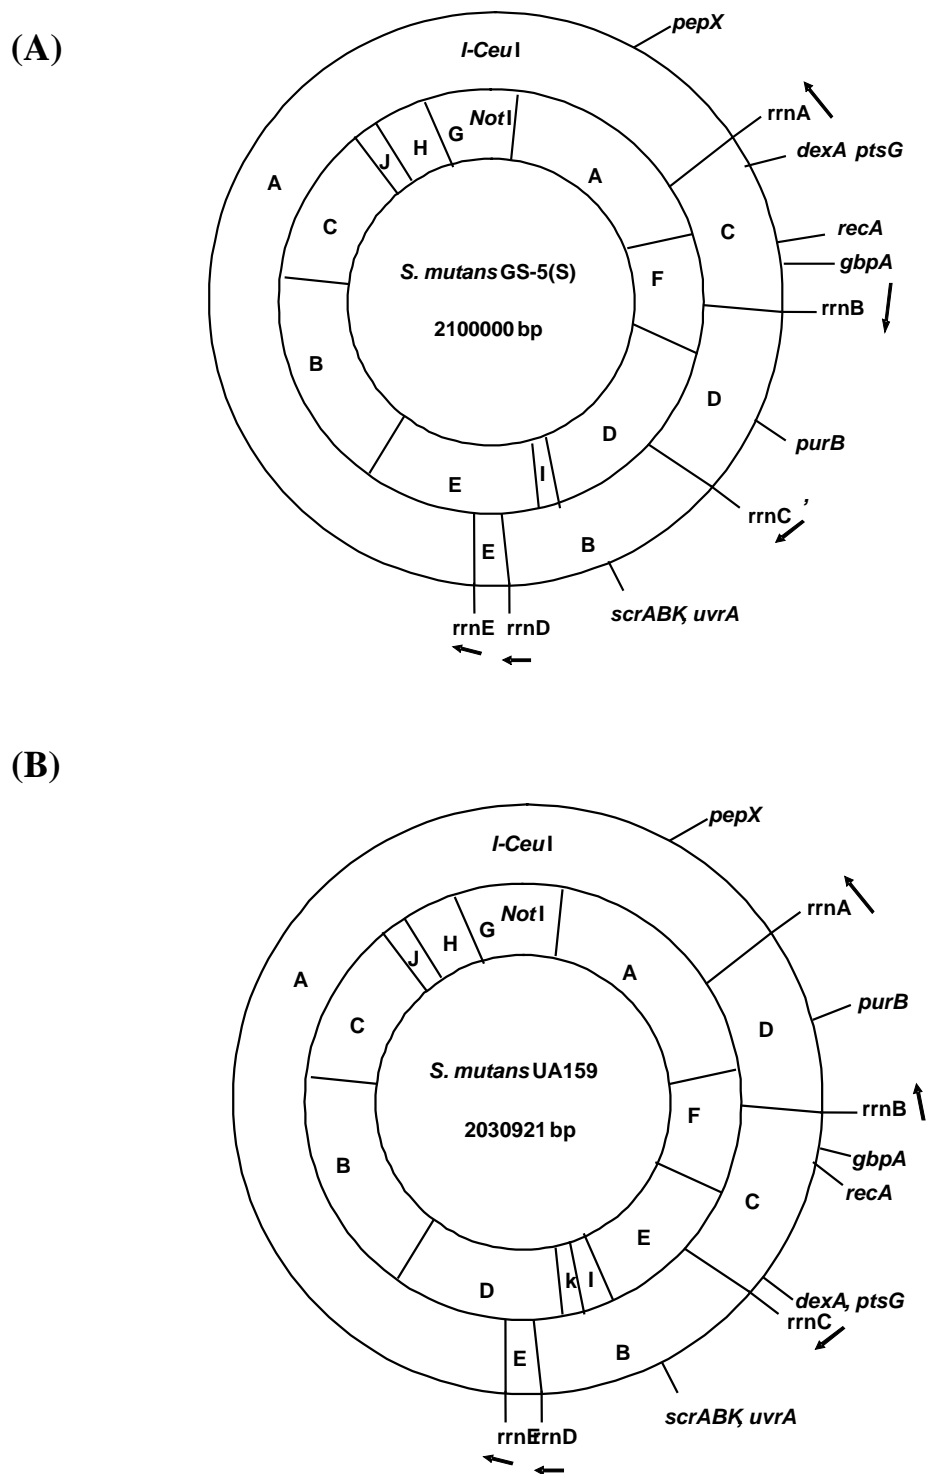 (A)
pepX
I-CeuI
rrnA
NotI
G
H
J
dexA ptsG
A
A
C
C
recA
gbpA
S. mutans GS-5(S)
F
rrnB
2100000 bp
B
D
D
purB
E
I
rrnC ,
E
B
scrABK, uvrA
rrnE
rrnD
(B)
pepX
I-CeuI
rrnA
NotI
G
H
J
A
A
purB
C
D
S. mutans UA159
rrnB
F
2030921 bp
gbpA
B
recA
C
E
k
I
D
dexA, ptsG
rrnC
E
B
scrABK, uvrA
rrnE
rrnD